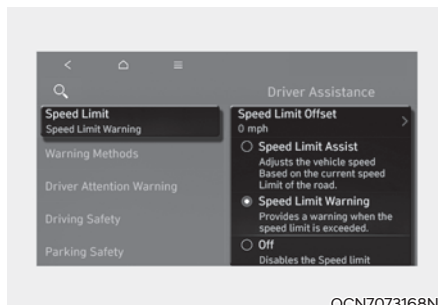 Driver Assistance
Speed Limit
Speed Limit Warning
Warning Methods
Driver Attention Warning
Driving Safety
Parking Safety
Speed Limit Offset
0 mph
Speed Limit Assist
Adjusts the vehicle speed
Based on the current speed
Limit of the road.
Speed Limit Warning
Provides a warning when the
speed limit is exceeded.
Off
Disables the Speed limit
OCN7073168N